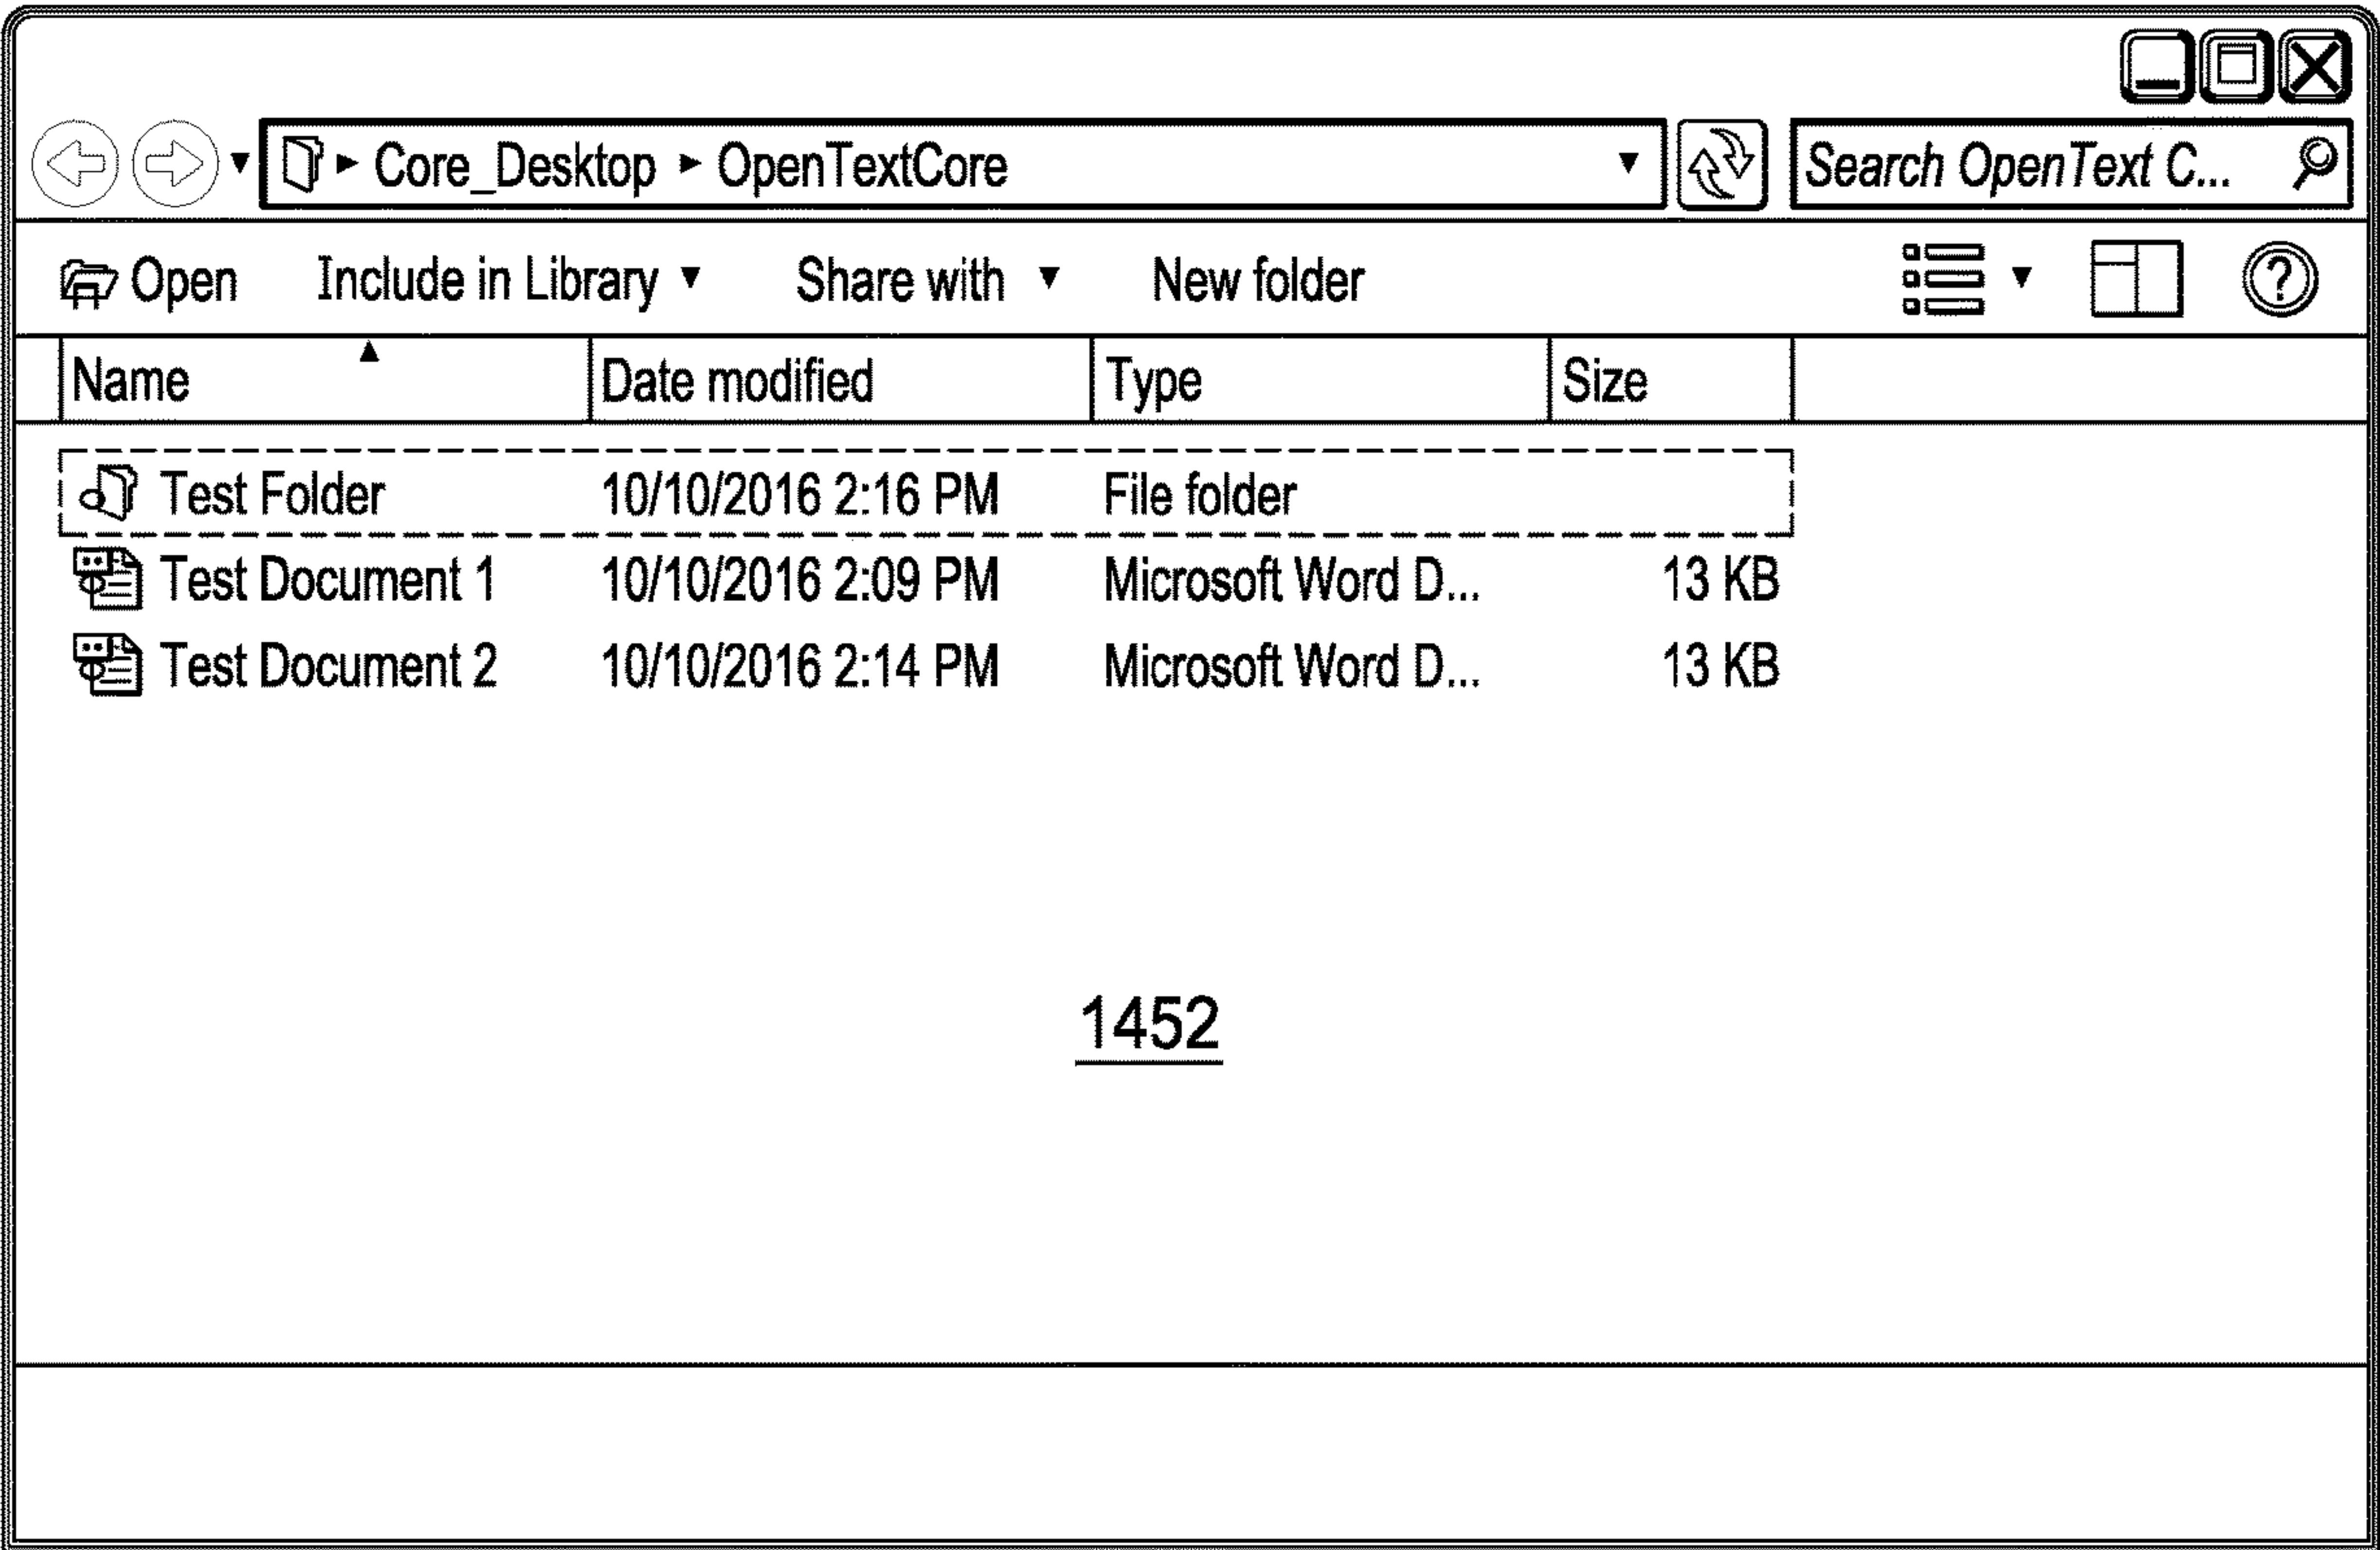 Core_Desktop OpenTextCore Search OpenText C...
Open Include in Library Share with New folder ?
Name Date modified Type Size
Test Folder 10/10/2016 2:16 PM File folder
Test Document 1 10/10/2016 2:09 PM Microsoft Word D... 13 KB
Test Document 2 10/10/2016 2:14 PM Microsoft Word D... 13 KB
1452